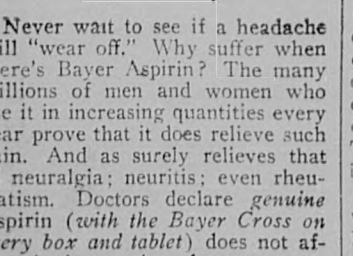 Never wait to see if a headache
ill "wear off." Why suffer when
ere's Bayer Aspirin? The many
illions of men and women who
e it in increasing quantities every
ear prove that it does relieve such
in. And as surely relieves that
neuralgia; neuritis; even rheu-
atism. Doctors declare genuine
spirin (with the Bayer Cross on
ery box and tablet) does not af-